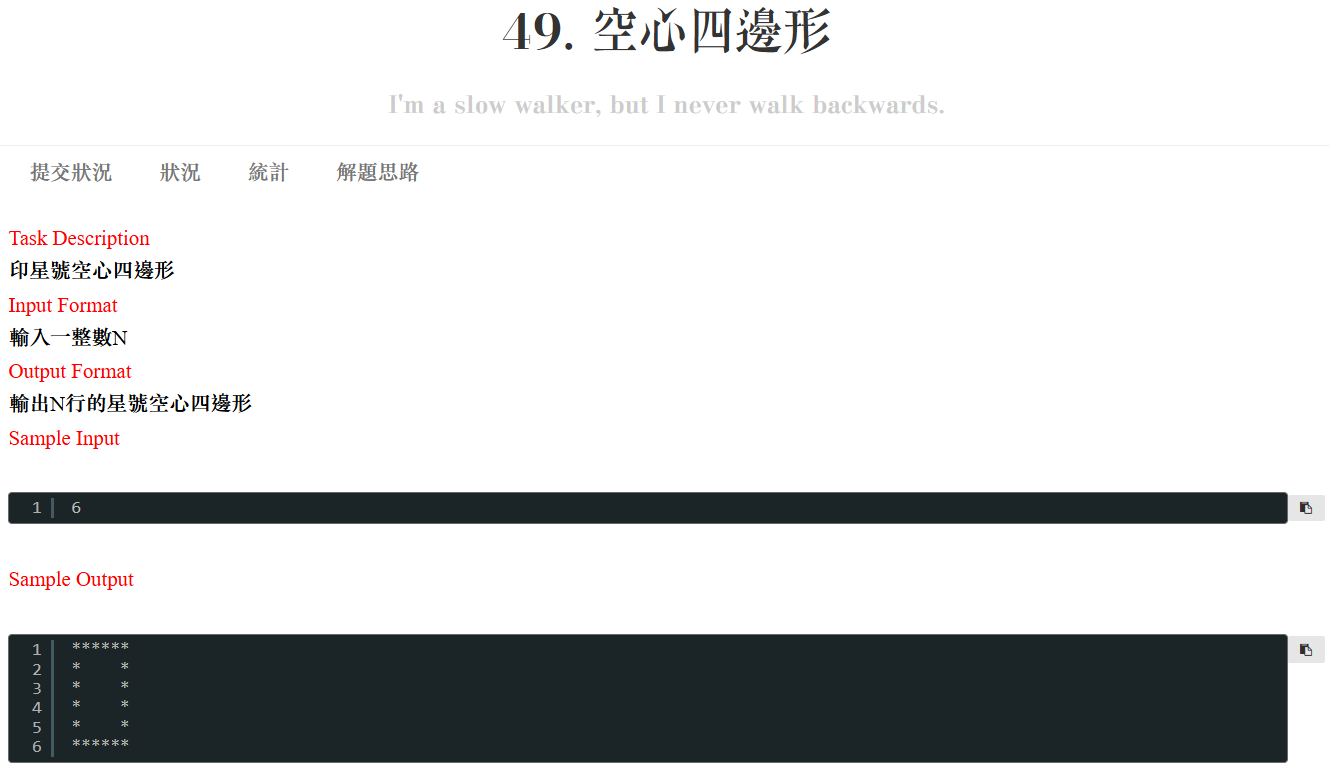 49. 空心四邊形
I'm a slow walker, but I never walk backwards.
提交狀況 狀況 統計 解題思路
Task Description
印星號空心四邊形
Input Format
輸入一整數N
Output Format
輸出N行的星號空心四邊形
Sample Input
1 6
Sample Output
1 ******
2 *    *
3 *    *
4 *    *
5 *    *
6 ******